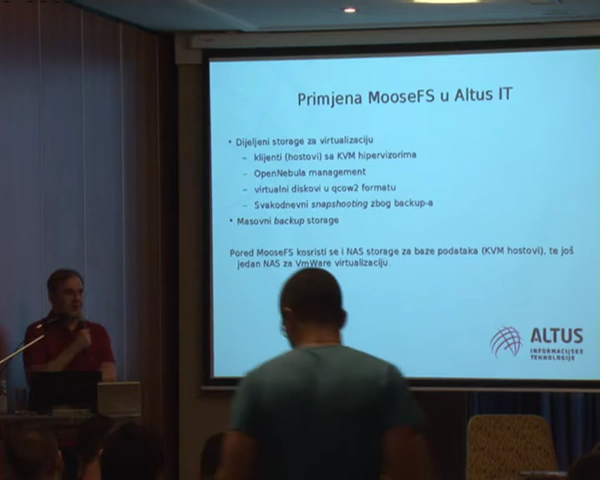 Primjena MooseFS u Altus IT
• Dijeljeni storage za virtualizaciju
– klijenti (hostovi) sa KVM hipervizorima
– OpenNebula management
– virtualni diskovi u qcow2 formatu
– Svakodnevni snapshooting zbog backup-a
• Masovni backup storage
Pored MooseFS kosristi se i NAS storage za baze podataka (KVM hostovi), te još
jedan NAS za VmWare virtualizaciju
ALTUS
INFORMACIJSKE
TEHNOLOGIJE